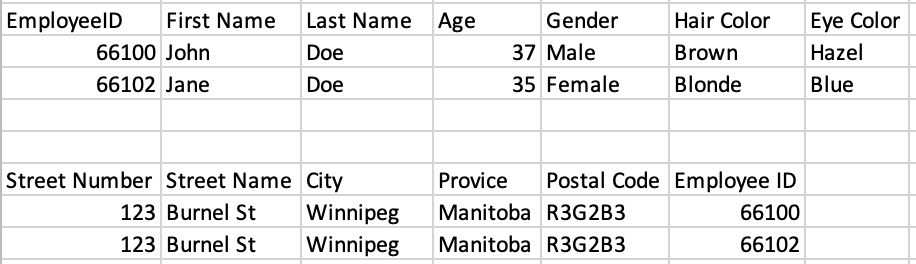 EmployeeID First Name Last Name Age Gender Hair Color Eye Color
66100 John Doe 37 Male Brown Hazel
66102 Jane Doe 35 Female Blonde Blue
Street Number Street Name City Provice Postal Code Employee ID
123 Burnel St Winnipeg Manitoba R3G2B3 66100
123 Burnel St Winnipeg Manitoba R3G2B3 66102